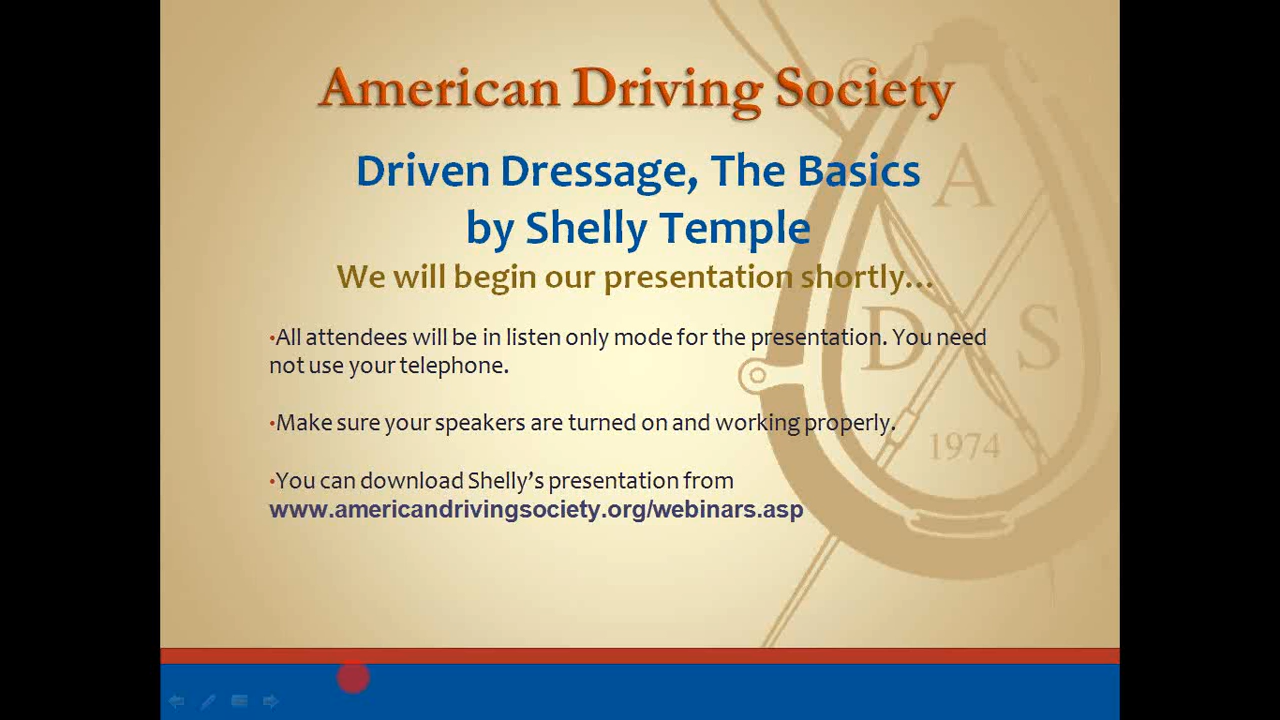 American Driving Society
Driven Dressage, The Basics
by Shelly Temple
We will begin our presentation shortly...
•All attendees will be in listen only mode for the presentation. You need
not use your telephone.
•Make sure your speakers are turned on and working properly.
•You can download Shelly’s presentation from
www.americandrivingsociety.org/webinars.asp
A
D S
1974